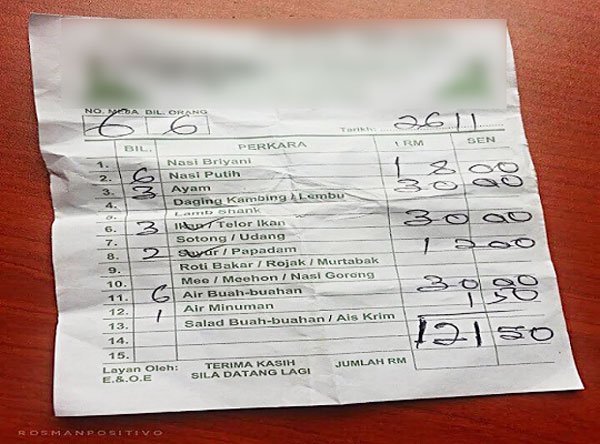 NO. MEJA BIL. ORANG
6 6
Tarikh: 2611
BIL. PERKARA RM SEN
1. Nasi Briyani
2. 6 Nasi Putih 18 00
3. 3 Ayam 30 00
4. Daging Kambing / Lembu
5. Lamb Shank
6. 3 Ikan / Telor Ikan 30 00
7. Sotong / Udang
8. 2 Sayur / Papadam 12 00
9. Roti Bakar / Rojak / Murtabak
10. Mee / Meehon / Nasi Goreng
11. 6 Air Buah-buahan 30 00
12. 1 Air Minuman 1 50
13. Salad Buah-buahan / Ais Krim
14. 121 50
15.
Layan Oleh: TERIMA KASIH JUMLAH RM
E.&.O.E SILA DATANG LAGI
ROSMANPOSITIVO